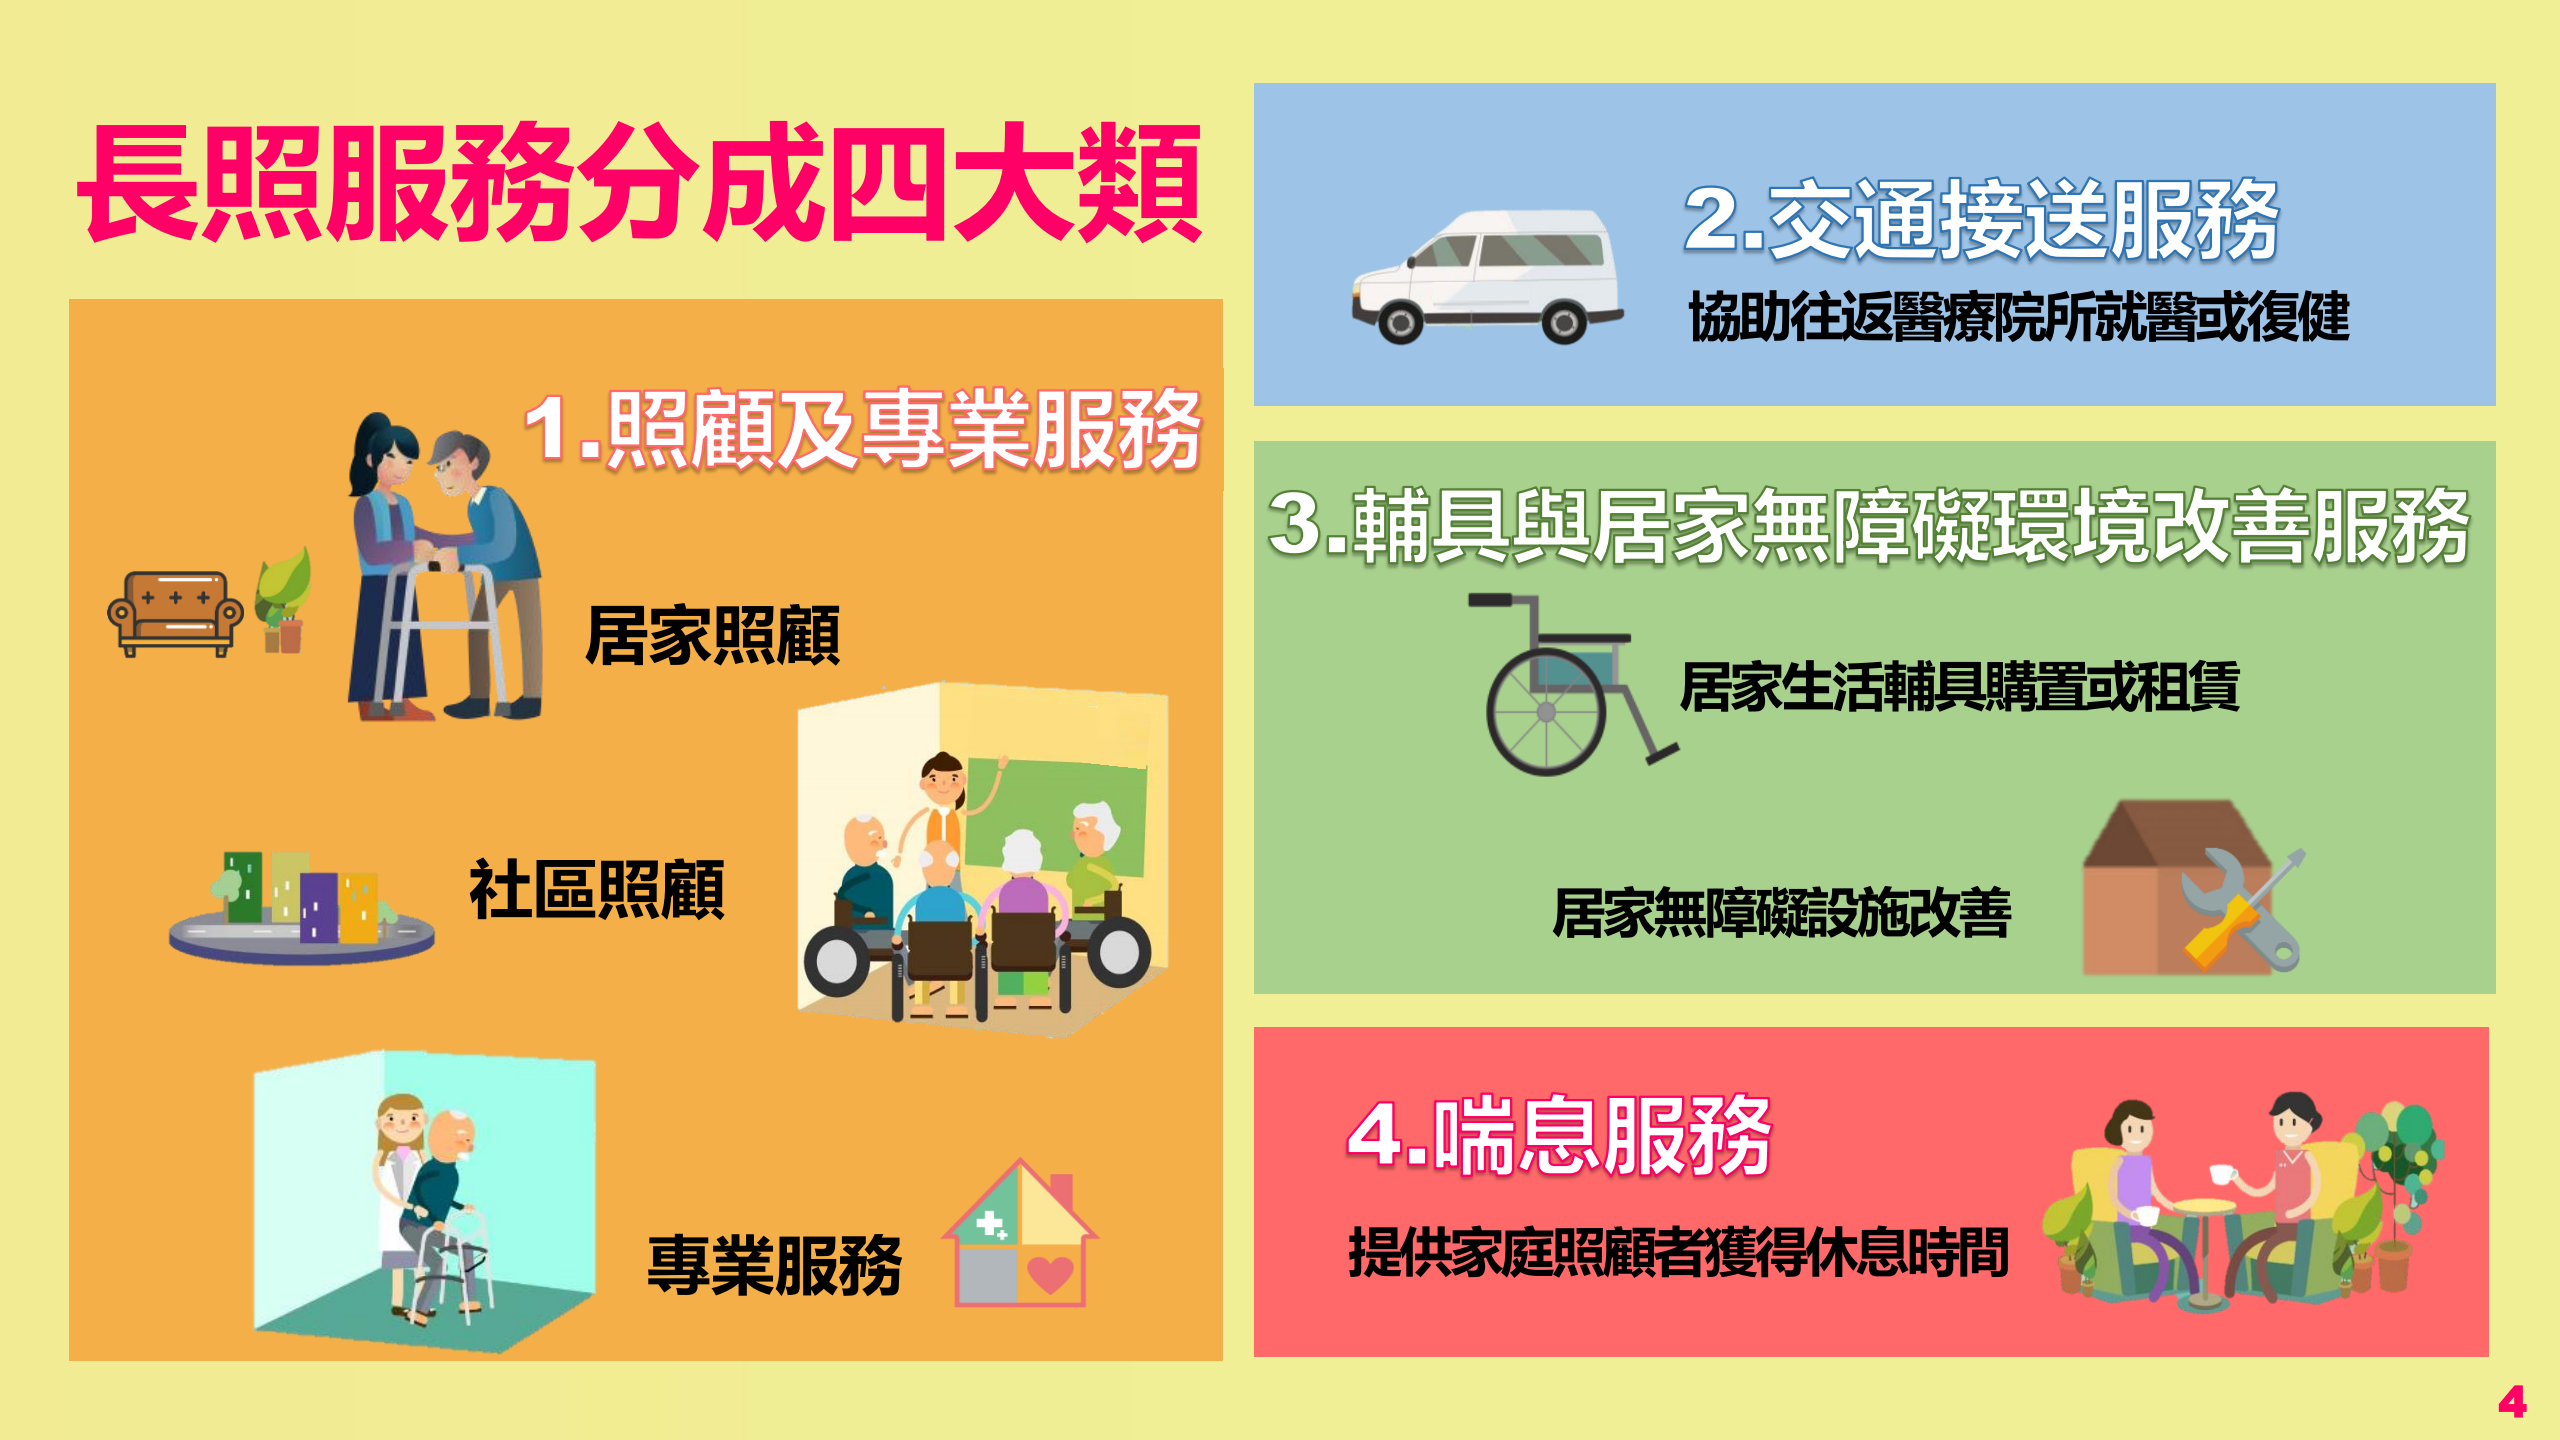 長照服務分成四大類
1.照顧及專業服務
居家照顧
社區照顧
專業服務
2.交通接送服務
協助往返醫療院所就醫或復健
3.輔具與居家無障礙環境改善服務
居家生活輔具購置或租賃
居家無障礙設施改善
4.喘息服務
提供家庭照顧者獲得休息時間
4